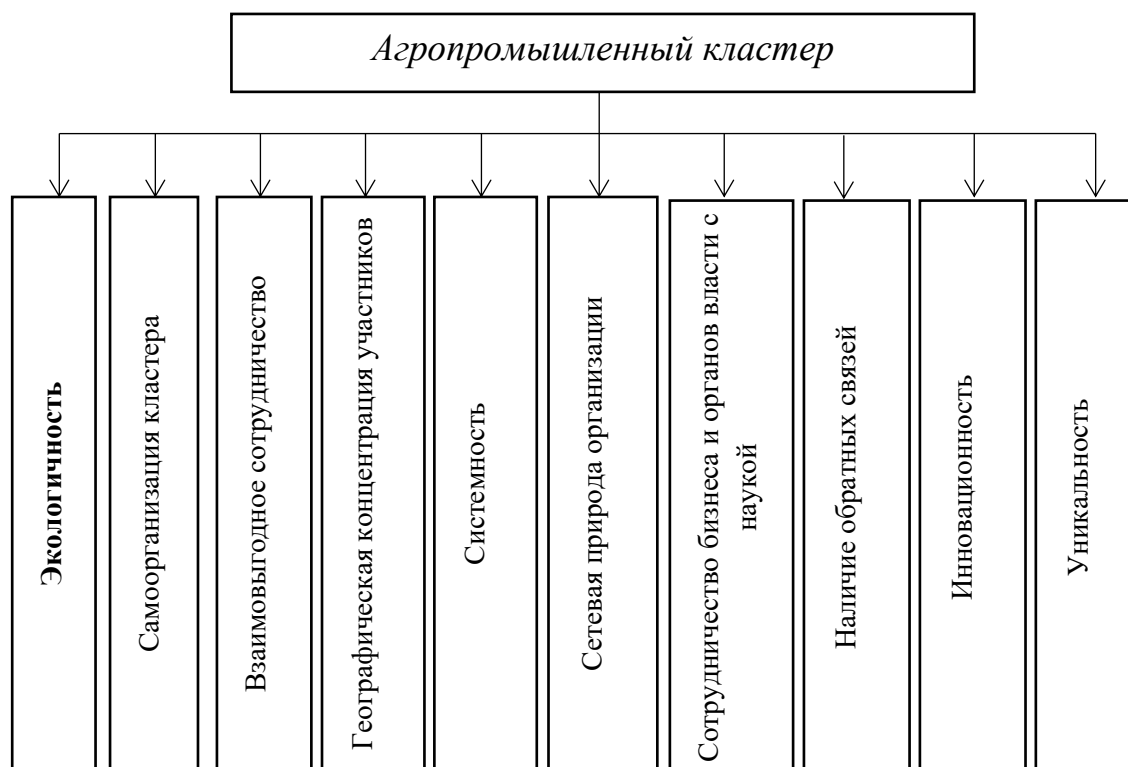 Агропромышленный кластер
Экологичность
Саморганизация кластера
Взаимовыгодное сотрудничество
Географическая концентрация участников
Системность
Сетевая природа организации
Сотрудничество бизнеса и органов власти с
наукой
Наличие обратных связей
Инновационность
Уникальность